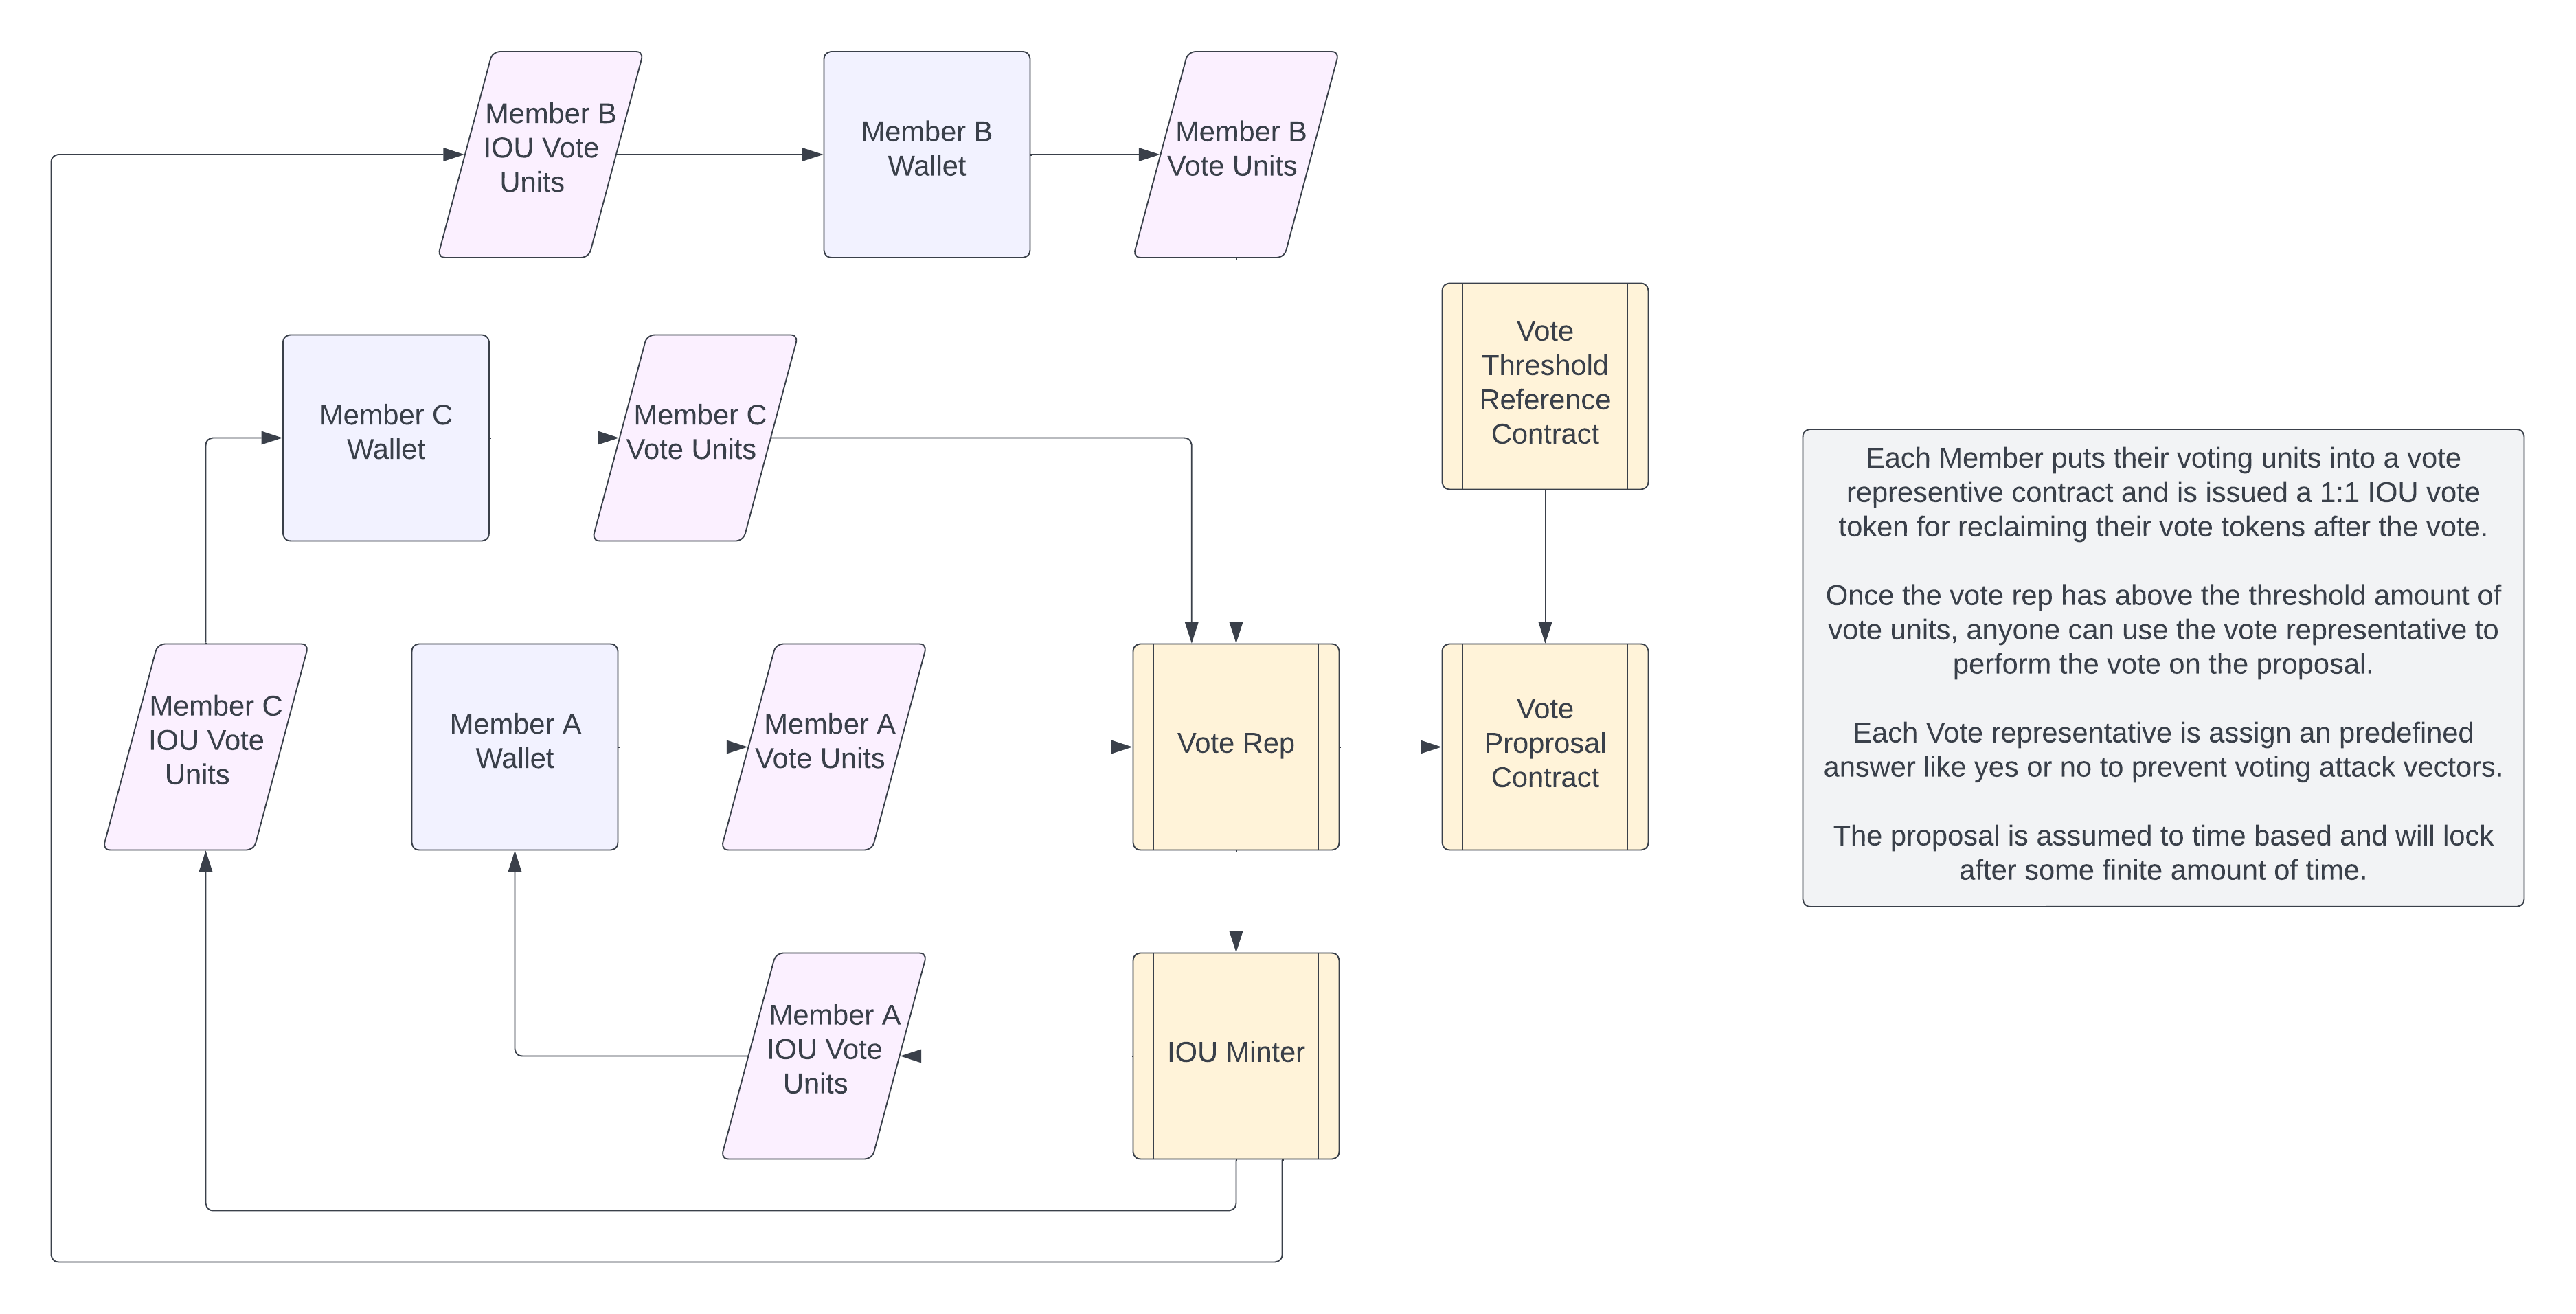 Member B
IOU Vote
Units
Member B
Wallet
Member B
Vote Units
Member C
Wallet
Member C
Vote Units
Vote
Threshold
Reference
Contract
Each Member puts their voting units into a vote
representive contract and is issued a 1:1 IOU vote
token for reclaiming their vote tokens after the vote.
Once the vote rep has above the threshold amount of
vote units, anyone can use the vote representative to
perform the vote on the proposal.
Each Vote representative is assign an predefined
answer like yes or no to prevent voting attack vectors.
The proposal is assumed to time based and will lock
after some finite amount of time.
Member C
IOU Vote
Units
Member A
Wallet
Member A
Vote Units
Vote Rep
Vote
Proprosal
Contract
Member A
IOU Vote
Units
IOU Minter